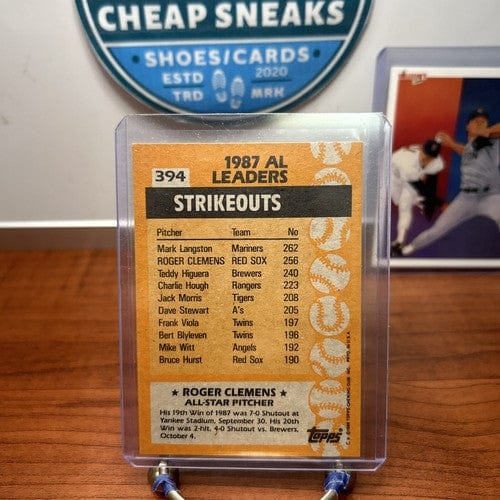 CHEAP SNEAKS
SHOES/CARDS
ESTD 2020
TRD MRK
Topps
394
1987 AL
LEADERS
STRIKEOUTS
Pitcher Team No
Mark Langston Mariners 262
ROGER CLEMENS RED SOX 256
Teddy Higuera Brewers 240
Charlie Hough Rangers 223
Jack Morris Tigers 208
Dave Stewart A's 205
Frank Viola Twins 197
Bert Blyleven Twins 196
Mike Witt Angels 192
Bruce Hurst Red Sox 190
★ ROGER CLEMENS ★
ALL-STAR PITCHER
His 19th Win of 1987 was 7-0 Shutout at
Yankee Stadium, September 30. His 20th
Win was 2-hit, 4-0 Shutout vs. Brewers,
October 4.
Topps